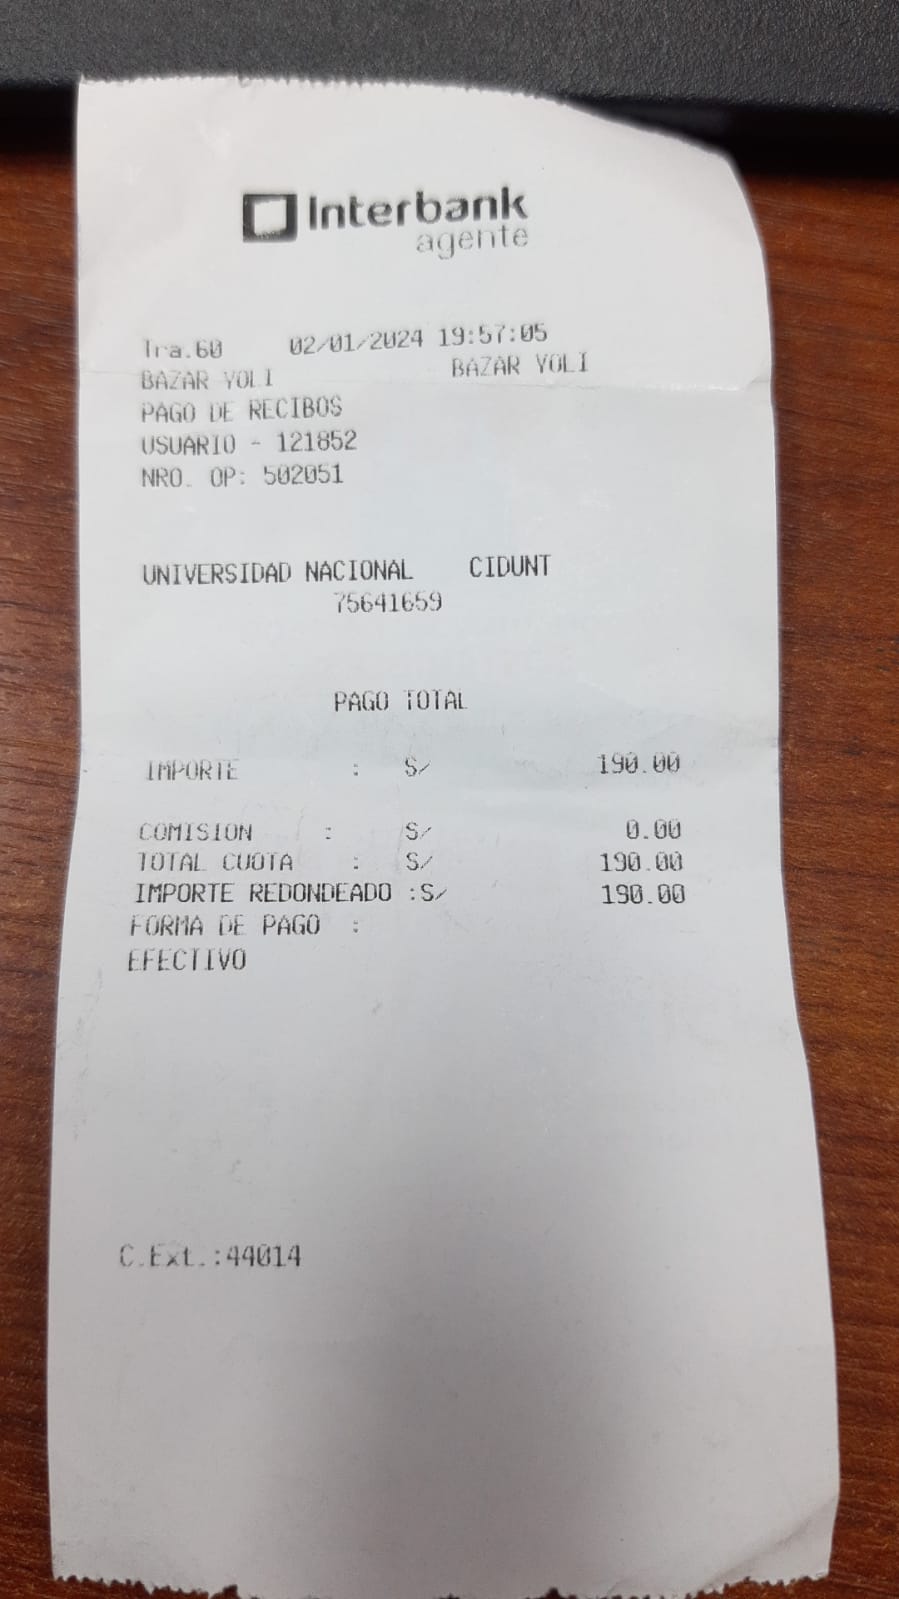 Interbank
agente
Tra.60 02/01/2024 19:57:05
BAZAR YOLI BAZAR YOLI
PAGO DE RECIBOS
USUARIO - 121852
NRO. OP: 502051
UNIVERSIDAD NACIONAL CIDUNT
75641659
PAGO TOTAL
IMPORTE : S/ 190.00
COMISION : S/ 0.00
TOTAL CUOTA : S/ 190.00
IMPORTE REDONDEADO :S/ 190.00
FORMA DE PAGO :
EFECTIVO
C.Ext.:44014